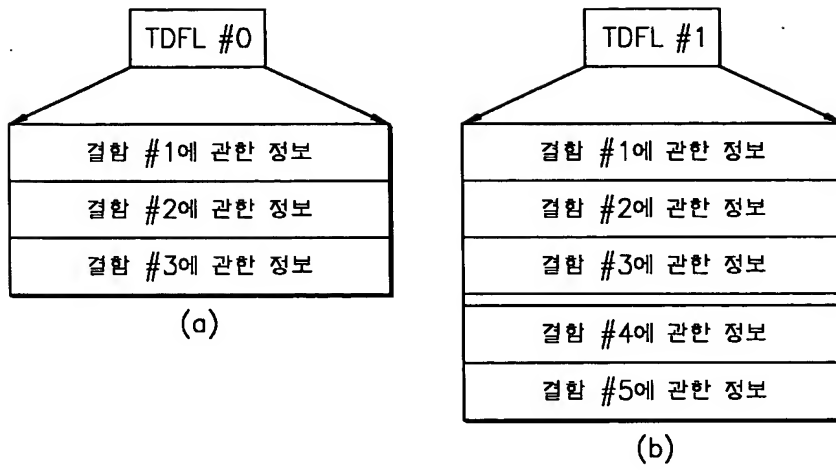 TDFL #0
결함 #1에 관한 정보
결함 #2에 관한 정보
결함 #3에 관한 정보
(a)
TDFL #1
결함 #1에 관한 정보
결함 #2에 관한 정보
결함 #3에 관한 정보
결함 #4에 관한 정보
결함 #5에 관한 정보
(b)